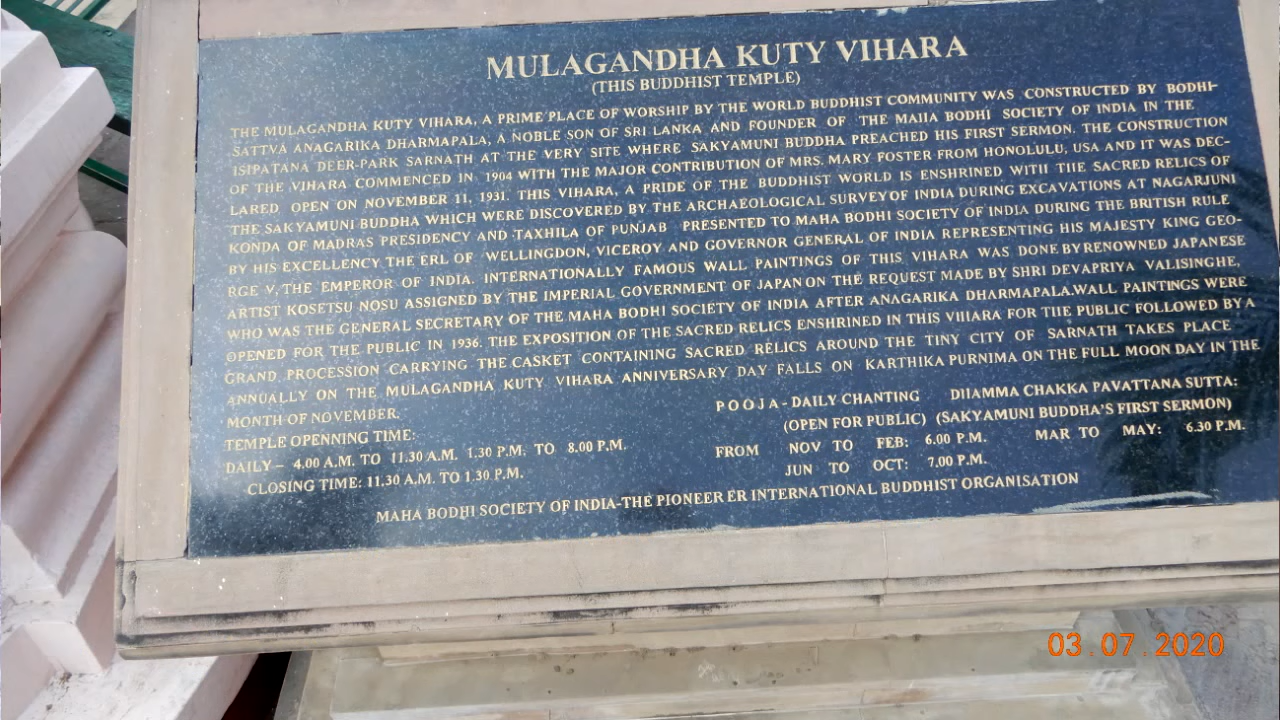 MULAGANDHA KUTY VIHARA
(THIS BUDDHIST TEMPLE)
THE MULAGANDHA KUTY VIHARA, A PRIME PLACE OF WORSHIP BY THE WORLD BUDDHIST COMMUNITY WAS CONSTRUCTED BY BODHI-
SATTVA ANAGARIKA DHARMAPALA, A NOBLE SON OF SRI LANKA AND FOUNDER OF THE MAHA BODHI SOCIETY OF INDIA IN THE
ISIPATANA DEER-PARK SARNATH AT THE VERY SITE WHERE SAKYAMUNI BUDDHA PREACHED HIS FIRST SERMON. THE CONSTRUCTION
OF THE VIHARA COMMENCED IN 1904 WITH THE MAJOR CONTRIBUTION OF MRS. MARY FOSTER FROM HONOLULU, USA AND IT WAS DEC-
LARED OPEN ON NOVEMBER 11, 1931. THIS VIHARA, A PRIDE OF THE BUDDHIST WORLD IS ENSHRINED WITH THE SACRED RELICS OF
THE SAKYAMUNI BUDDHA WHICH WERE DISCOVERED BY THE ARCHAEOLOGICAL SURVEY OF INDIA DURING EXCAVATIONS AT NAGARJUNI
KONDA OF MADRAS PRESIDENCY AND TAXHILA OF PUNJAB PRESENTED TO MAHA BODHI SOCIETY OF INDIA DURING THE BRITISH RULE
BY HIS EXCELLENCY THE ERL OF WELLINGDON, VICEROY AND GOVERNOR GENERAL OF INDIA REPRESENTING HIS MAJESTY KING GEO-
RGE V, THE EMPEROR OF INDIA. INTERNATIONALLY FAMOUS WALL PAINTINGS OF THIS VIHARA WAS DONE BY RENOWNED JAPANESE
ARTIST KOSETSU NOSU ASSIGNED BY THE IMPERIAL GOVERNMENT OF JAPAN ON THE REQUEST MADE BY SHRI DEVAPRIYA VALISINGHE,
WHO WAS THE GENERAL SECRETARY OF THE MAHA BODHI SOCIETY OF INDIA AFTER ANAGARIKA DHARMAPALA.WALL PAINTINGS WERE
OPENED FOR THE PUBLIC IN 1936. THE EXPOSITION OF THE SACRED RELICS ENSHRINED IN THIS VIHARA FOR THE PUBLIC FOLLOWED BY A
GRAND PROCESSION CARRYING THE CASKET CONTAINING SACRED RELICS AROUND THE TINY CITY OF SARNATH TAKES PLACE
ANNUALLY ON THE MULAGANDHA KUTY VIHARA ANNIVERSARY DAY FALLS ON KARTHIKA PURNIMA ON THE FULL MOON DAY IN THE
MONTH OF NOVEMBER.
TEMPLE OPENNING TIME:
DAILY – 4.00 A.M. TO 11.30 A.M. 1.30 P.M. TO 8.00 P.M.
CLOSING TIME: 11.30 A.M. TO 1.30 P.M.
POOJA - DAILY CHANTING DHAMMA CHAKKA PAVATTANA SUTTA:
(OPEN FOR PUBLIC) (SAKYAMUNI BUDDHA'S FIRST SERMON)
FROM NOV TO FEB: 6.00 P.M. MAR TO MAY: 6.30 P.M.
JUN TO OCT: 7.00 P.M.
MAHA BODHI SOCIETY OF INDIA-THE PIONEER ER INTERNATIONAL BUDDHIST ORGANISATION
03.07.2020